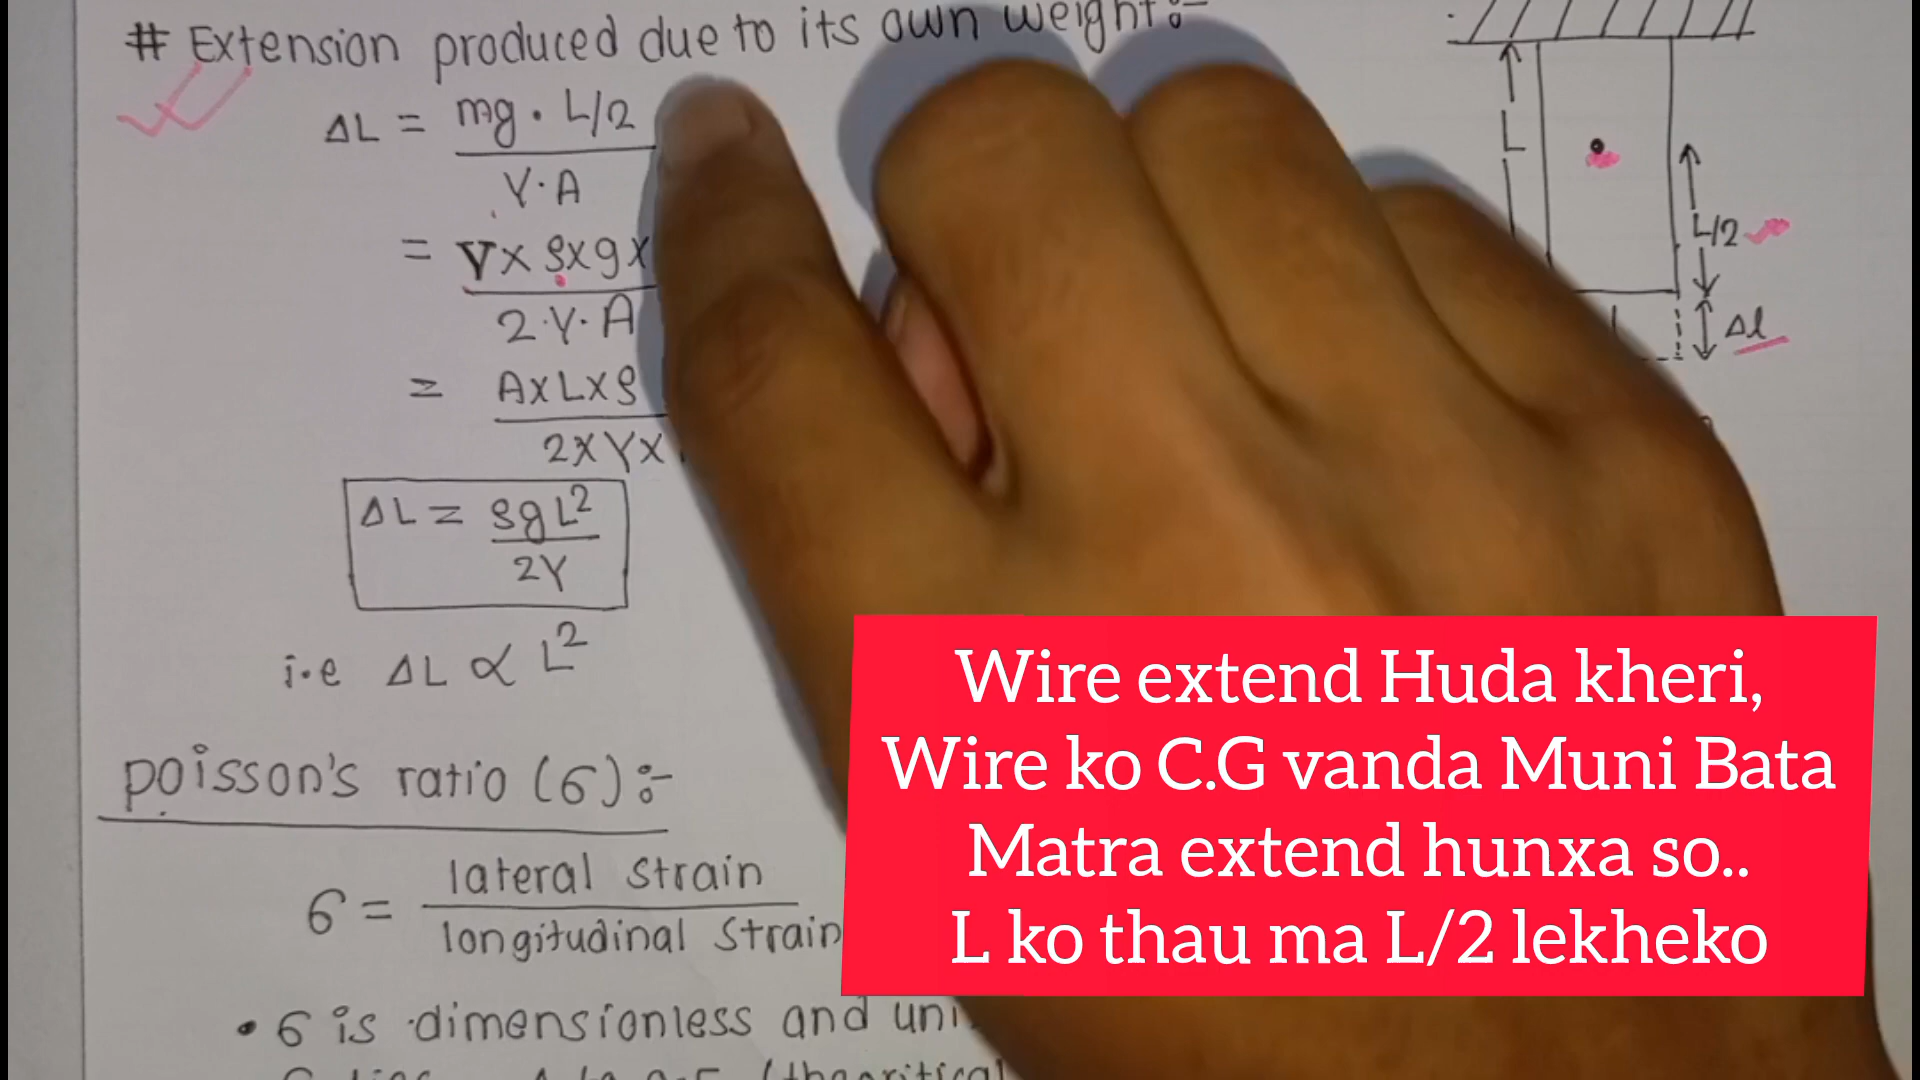 # Extension produced due to its own weight:-
ΔL = mg . L/2
Y.A
= V x ρ x g x
2.Y.A
= A x L x ρ
2 x Y x
ΔL = ρgL²
2Y
i.e ΔL ∝ L²
L
L/2
Δl
poisson's ratio (σ) :-
σ = lateral strain
longitudinal strain
• σ is dimensionless and
Wire extend Huda kheri,
Wire ko C.G vanda Muni Bata
Matra extend hunxa so..
L ko thau ma L/2 lekheko